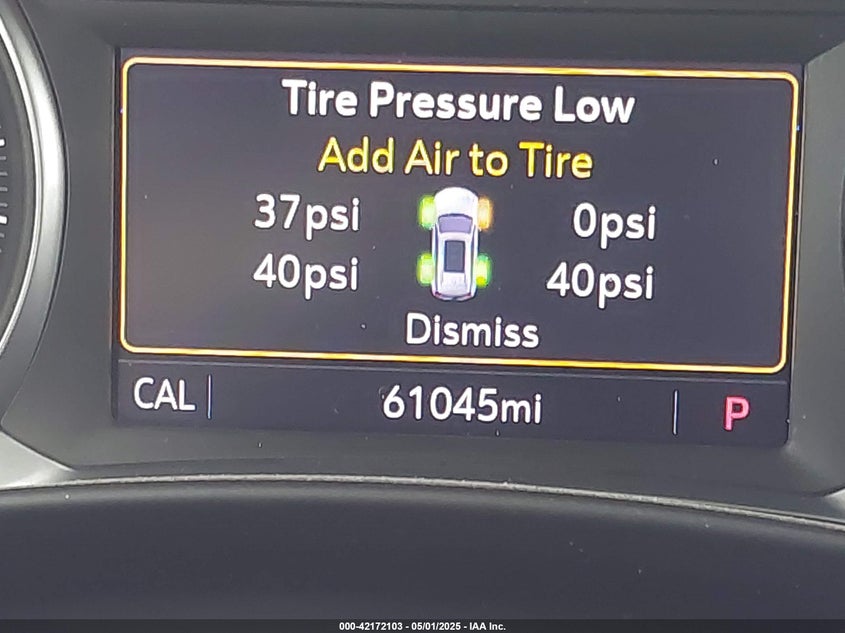 Tire Pressure Low
Add Air to Tire
37psi 0psi
40psi 40psi
Dismiss
CAL 61045mi P
000-42172103 - 05/01/2025 - IAA Inc.